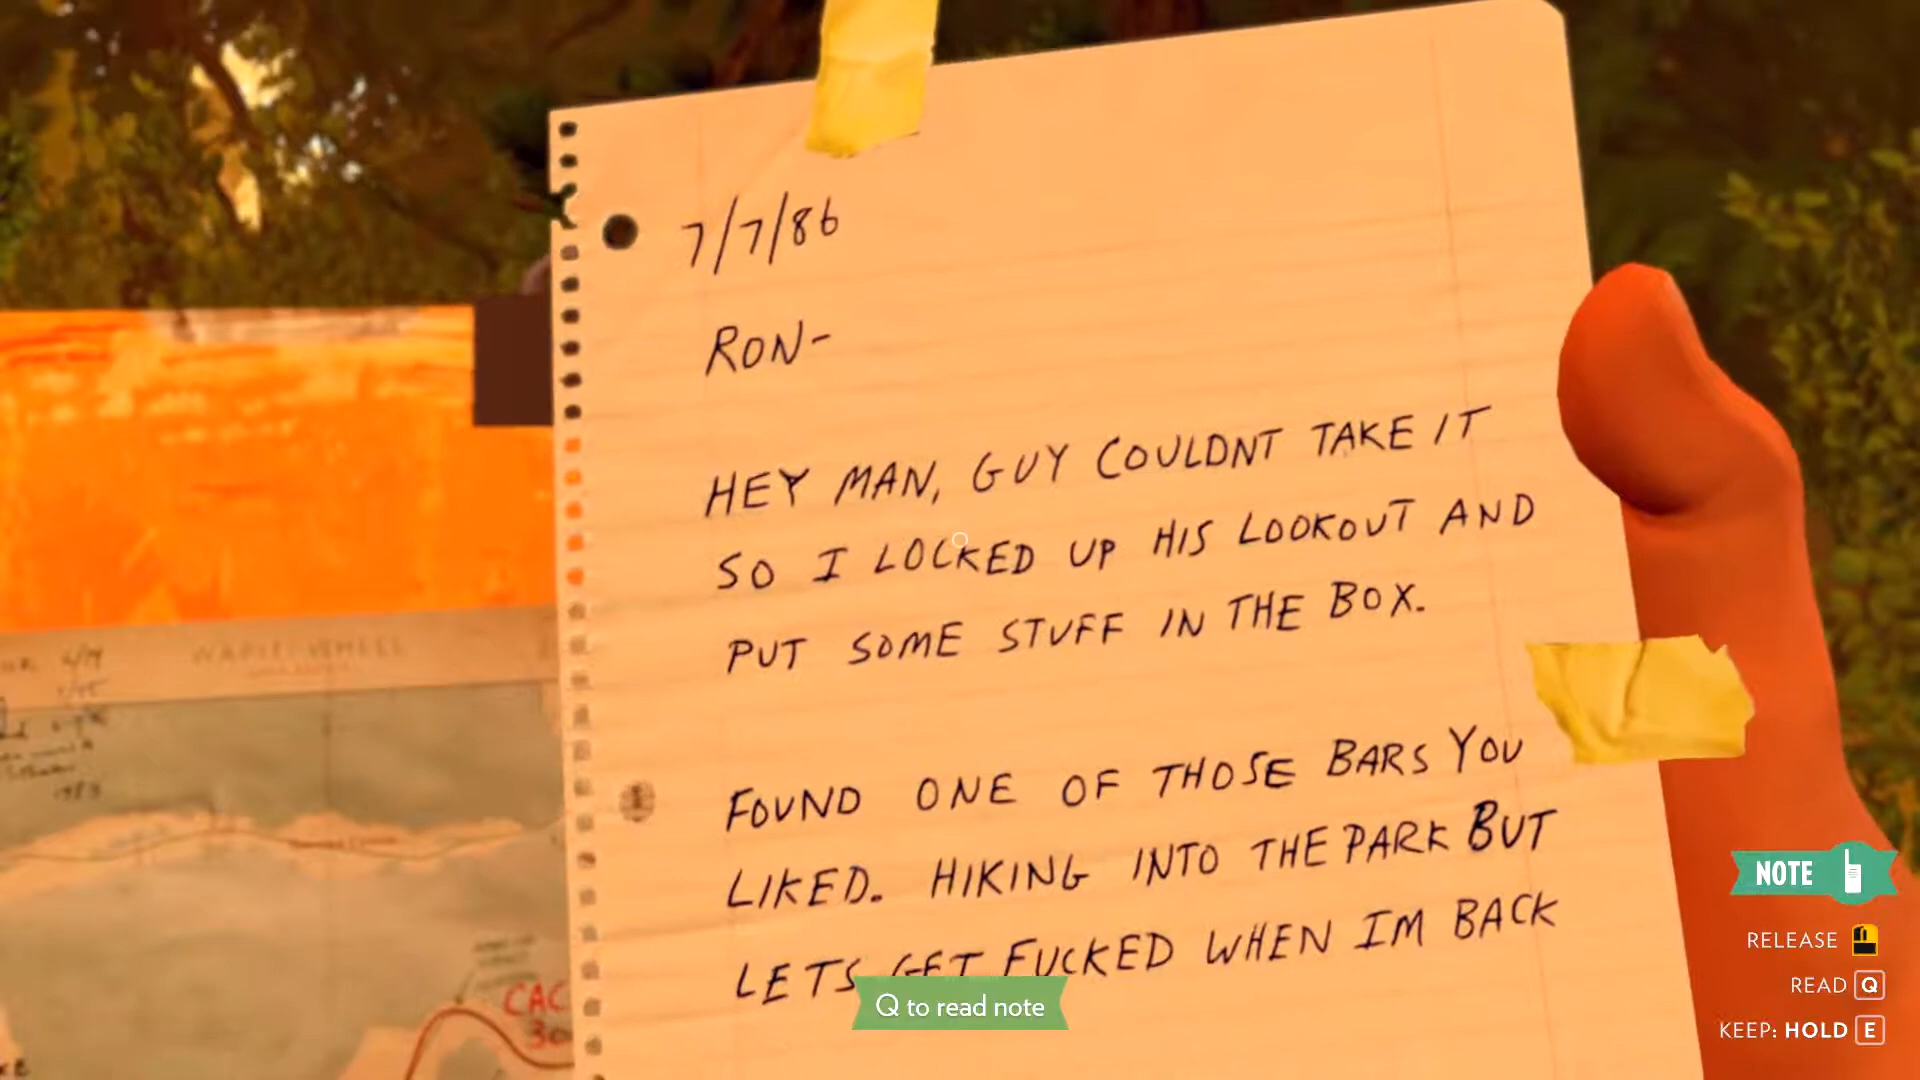 7/7/86
RON-
HEY MAN, GUY COULDNT TAKE IT
SO I LOCKED UP HIS LOOKOUT AND
PUT SOME STUFF IN THE BOX.
FOUND ONE OF THOSE BARS YOU
LIKED. HIKING INTO THE PARK BUT
LETS GET FUCKED WHEN IM BACK
CAC
30
NOTE
RELEASE
READ Q
KEEP: HOLD E
Q to read note